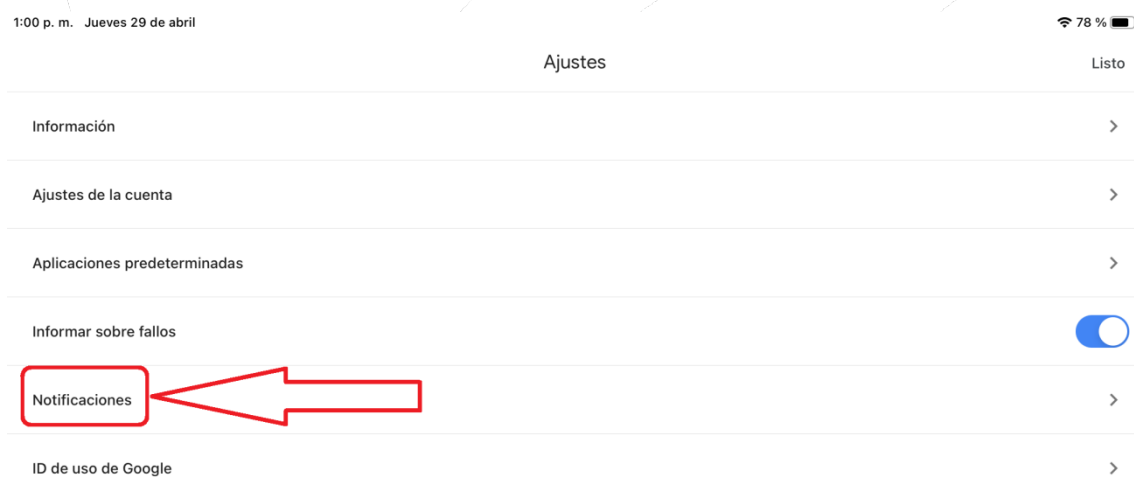 1:00 p. m. Jueves 29 de abril 78 %
Ajustes Listo
Información
Ajustes de la cuenta
Aplicaciones predeterminadas
Informar sobre fallos
Notificaciones
ID de uso de Google